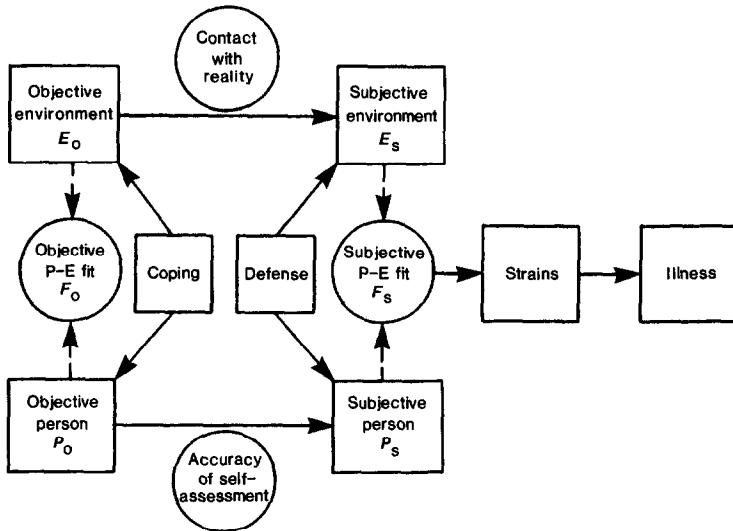 Contact
with
reality
Objective
environment
E_o
Subjective
environment
E_s
Objective
P-E fit
F_o
Coping
Defense
Subjective
P-E fit
F_s
Strains
Illness
Objective
person
P_o
Subjective
person
P_s
Accuracy
of self-
assessment